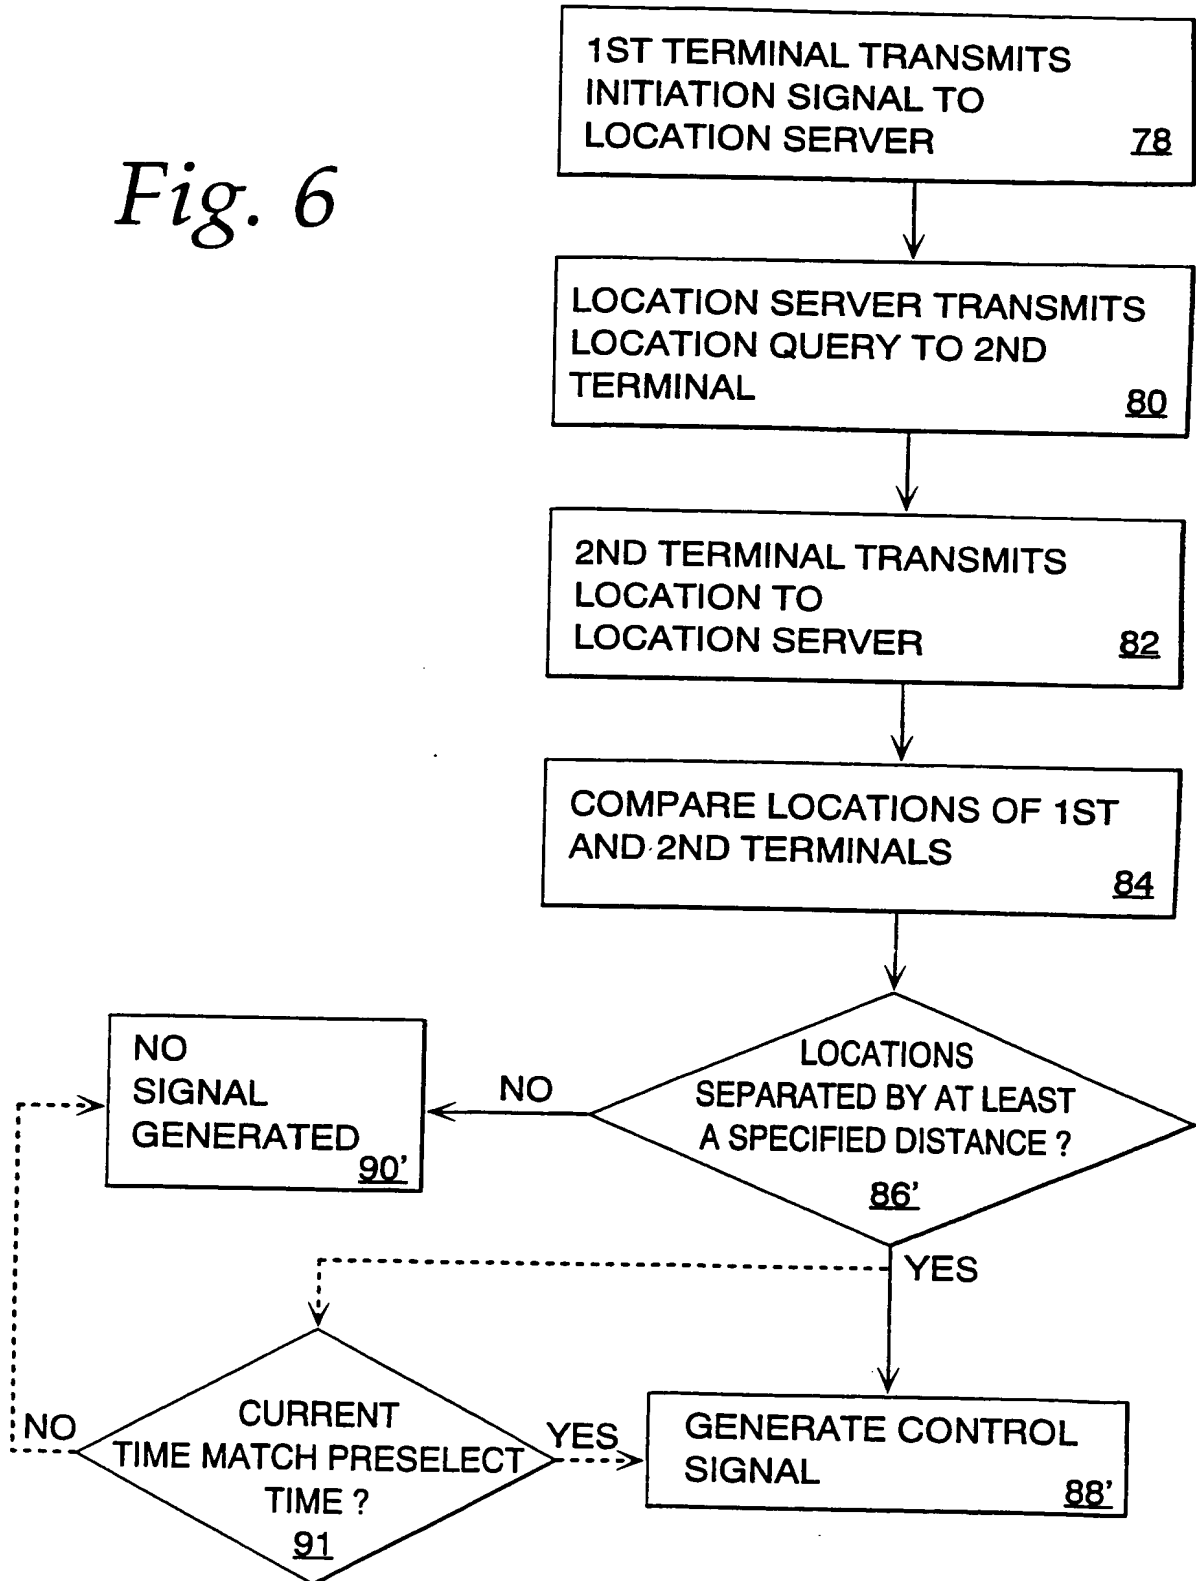 Fig. 6
1ST TERMINAL TRANSMITS
INITIATION SIGNAL TO
LOCATION SERVER
78
LOCATION SERVER TRANSMITS
LOCATION QUERY TO 2ND
TERMINAL
80
2ND TERMINAL TRANSMITS
LOCATION TO
LOCATION SERVER
82
COMPARE LOCATIONS OF 1ST
AND 2ND TERMINALS
84
LOCATIONS
SEPARATED BY AT LEAST
A SPECIFIED DISTANCE ?
86'
NO
NO
SIGNAL
GENERATED
90'
YES
CURRENT
TIME MATCH PRESELECT
TIME ?
91
NO
YES
GENERATE CONTROL
SIGNAL
88'